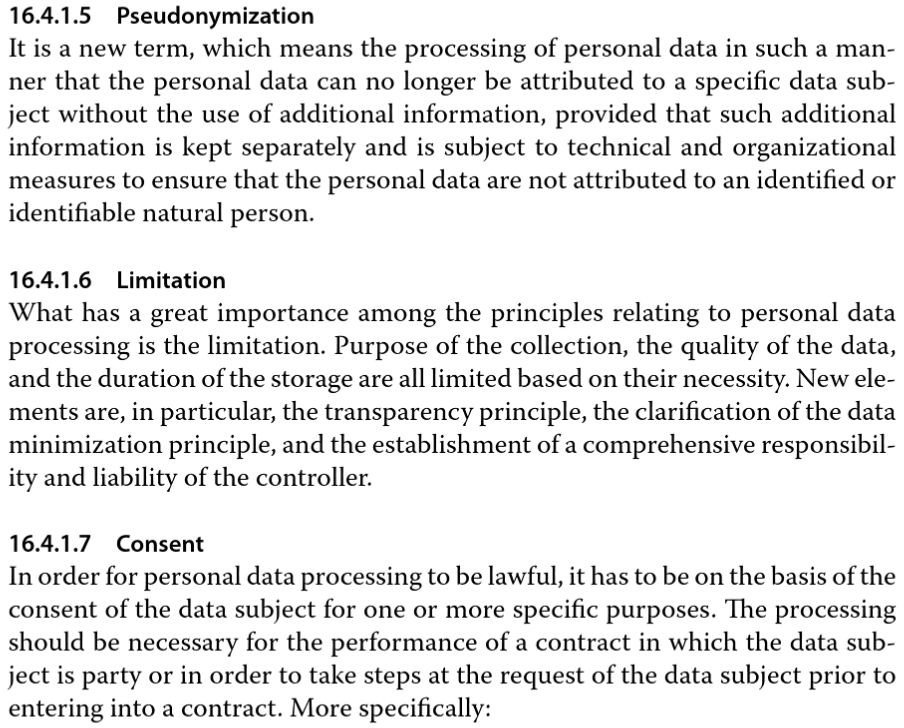 16.4.1.5 Pseudonymization
It is a new term, which means the processing of personal data in such a man-
ner that the personal data can no longer be attributed to a specific data sub-
ject without the use of additional information, provided that such additional
information is kept separately and is subject to technical and organizational
measures to ensure that the personal data are not attributed to an identified or
identifiable natural person.
16.4.1.6 Limitation
What has a great importance among the principles relating to personal data
processing is the limitation. Purpose of the collection, the quality of the data,
and the duration of the storage are all limited based on their necessity. New ele-
ments are, in particular, the transparency principle, the clarification of the data
minimization principle, and the establishment of a comprehensive responsibil-
ity and liability of the controller.
16.4.1.7 Consent
In order for personal data processing to be lawful, it has to be on the basis of the
consent of the data subject for one or more specific purposes. The processing
should be necessary for the performance of a contract in which the data sub-
ject is party or in order to take steps at the request of the data subject prior to
entering into a contract. More specifically: